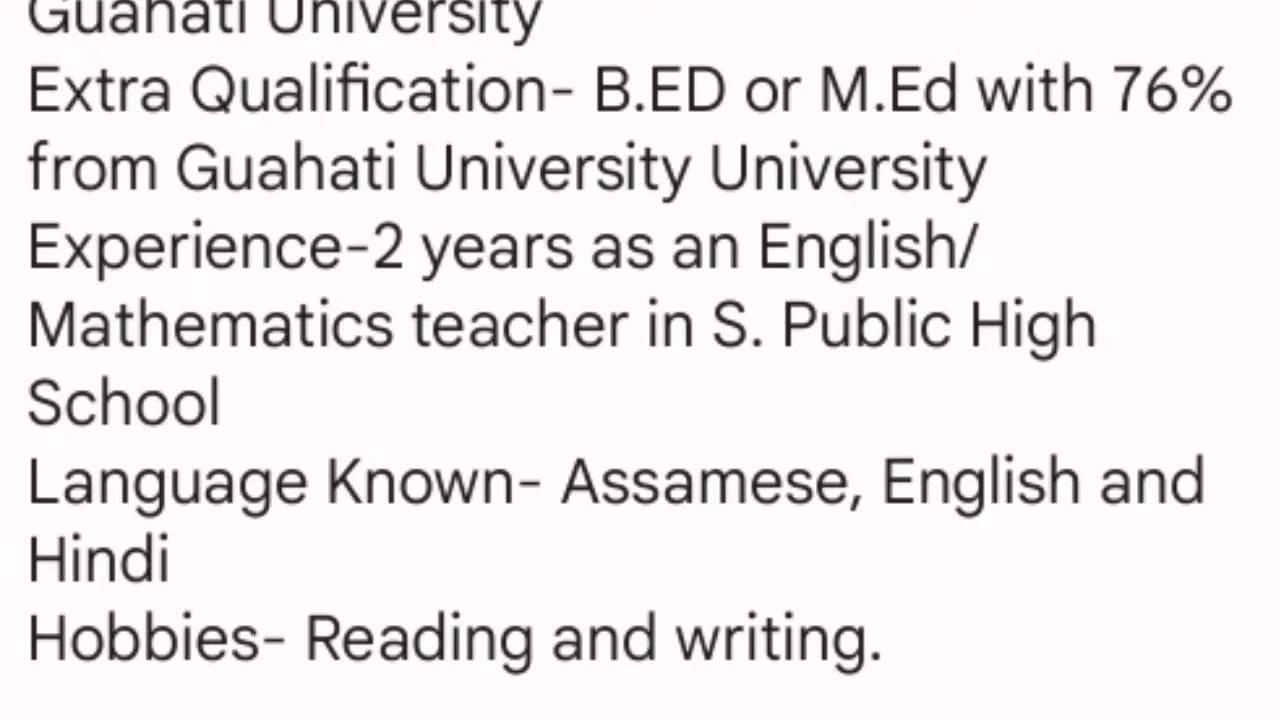 Guahati University
Extra Qualification- B.ED or M.Ed with 76%
from Guahati University University
Experience-2 years as an English/
Mathematics teacher in S. Public High
School
Language Known- Assamese, English and
Hindi
Hobbies- Reading and writing.